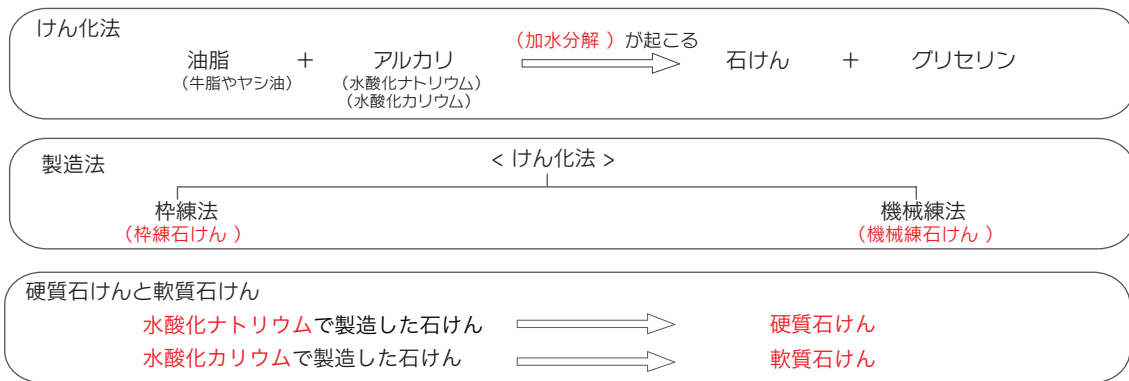 けん化法
（加水分解 ）が起こる
油脂 + アルカリ 石けん + グリセリン
（牛脂やヤシ油） （水酸化ナトリウム）
（水酸化カリウム）
製造法
< けん化法 >
枠練法 機械練法
（枠練石けん ） （機械練石けん ）
硬質石けんと軟質石けん
水酸化ナトリウムで製造した石けん 硬質石けん
水酸化カリウムで製造した石けん 軟質石けん